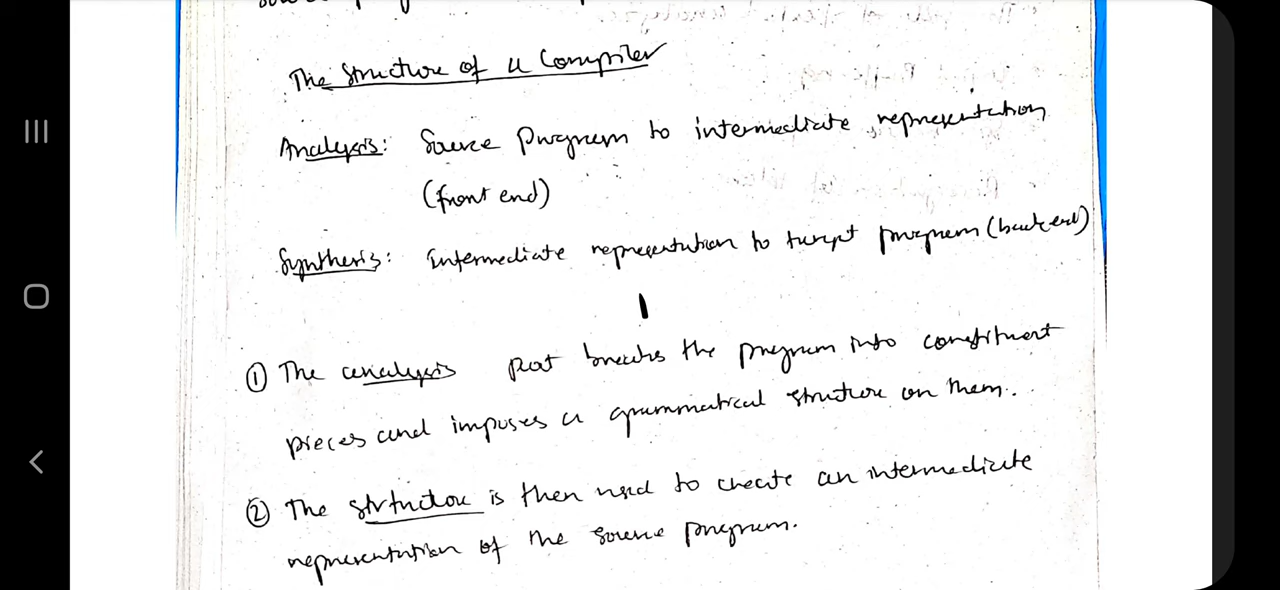 The Structure of a Compiler
Analysis: Source program to intermediate representation
(front end)
Synthesis: Intermediate representation to target program (back end)
① The analysis part breaks the program into constituent
pieces and imposes a grammatical structure on them.
② The structure is then used to create an intermediate
representation of the source program.